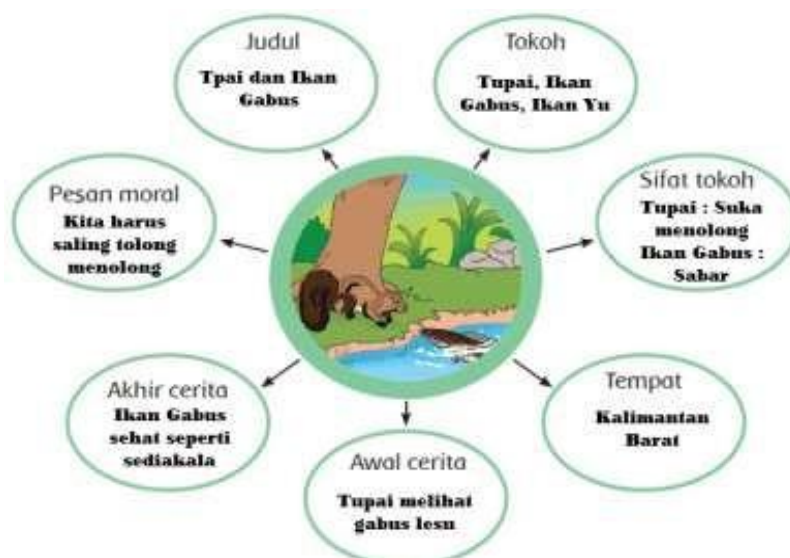 Judul
Tpai dan Ikan
Gabus
Tokoh
Tupai, Ikan
Gabus, Ikan Yu
Pesan moral
Kita harus
saling tolong
menolong
Sifat tokoh
Tupai : Suka
menolong
Ikan Gabus :
Sabar
Akhir cerita
Ikan Gabus
sehat seperti
sediakala
Tempat
Kalimantan
Barat
Awal cerita
Tupai melihat
gabus lesu